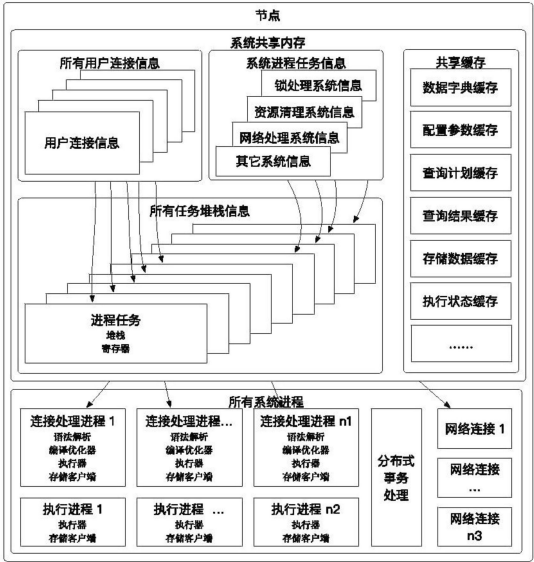 节点
系统共享内存
所有用户连接信息
用户连接信息
系统进程任务信息
锁处理系统信息
资源清理系统信息
网络处理系统信息
其它系统信息
共享缓存
数据字典缓存
配置参数缓存
查询计划缓存
查询结果缓存
存储数据缓存
执行状态缓存
......
所有任务堆栈信息
进程任务
堆栈
寄存器
所有系统进程
连接处理进程 1
语法解析
编译优化器
执行器
存储客户端
连接处理进程...
语法解析
编译优化器
执行器
存储客户端
连接处理进程 n1
语法解析
编译优化器
执行器
存储客户端
执行进程 1
执行器
存储客户端
执行进程 ...
执行器
存储客户端
执行进程 n2
执行器
存储客户端
分布式
事务
处理
网络连接 1
网络连接
...
网络连接
n3